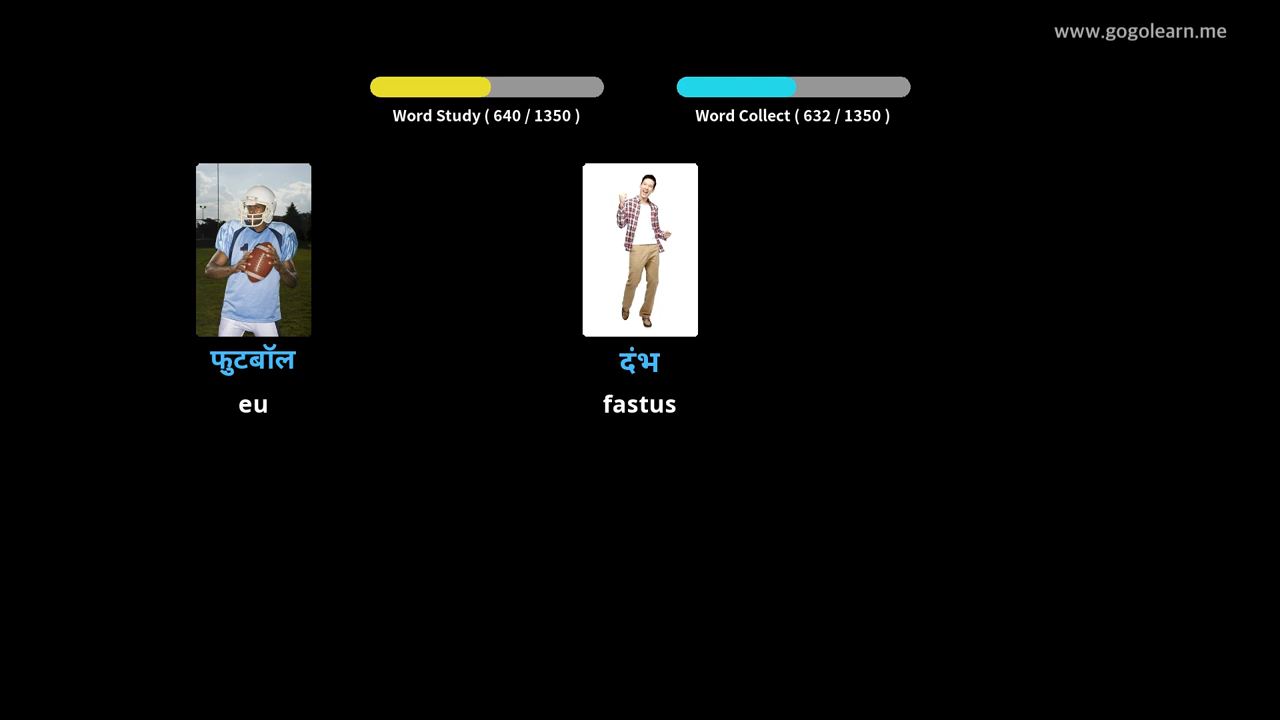 www.gogolearn.me
Word Study ( 640 / 1350 )
Word Collect ( 632 / 1350 )
फुटबॉल
eu
दंभ
fastus